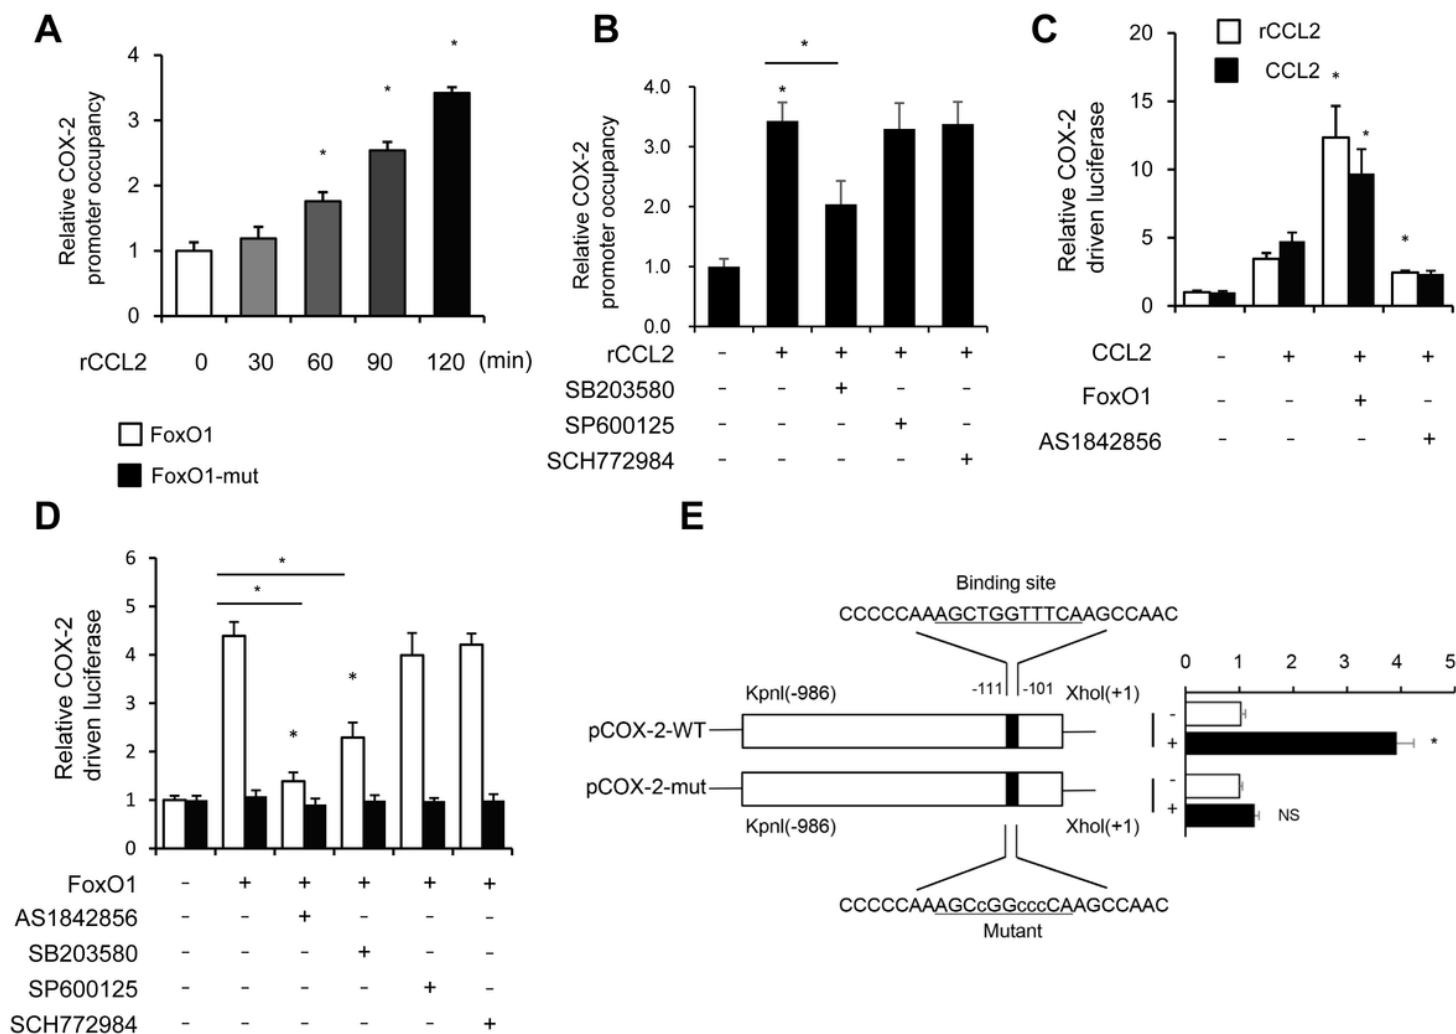 A
Relative COX-2
promoter occupancy
4
3
2
1
0
*
*
*
rCCL2 0 30 60 90 120 (min)
FoxO1
FoxO1-mut
B
Relative COX-2
promoter occupancy
4.0
3.0
2.0
1.0
0.0
*
*
rCCL2 - + + + +
SB203580 - - + - -
SP600125 - - - + -
SCH772984 - - - - +
C
Relative COX-2
driven luciferase
20
15
10
5
0
rCCL2
CCL2
*
*
*
CCL2 - + + +
FoxO1 - - + -
AS1842856 - - - +
D
Relative COX-2
driven luciferase
6
5
4
3
2
1
0
*
*
*
*
FoxO1 - + + + + +
AS1842856 - - + - - -
SB203580 - - - + - -
SP600125 - - - - + -
SCH772984 - - - - - +
E
Binding site
CCCCCAAAGCTGGTTTCAAGCCAAC
KpnI(-986) -111 -101 XhoI(+1)
0 1 2 3 4 5
pCOX-2-WT
-
+ *
pCOX-2-mut
-
+ NS
KpnI(-986) XhoI(+1)
CCCCCAAAGCcGGcccCAAGCCAAC
Mutant